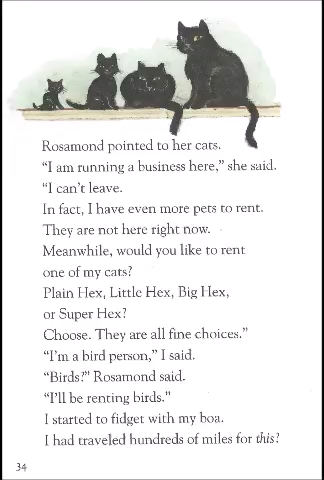 Rosamond pointed to her cats.
“I am running a business here,” she said.
“I can’t leave.
In fact, I have even more pets to rent.
They are not here right now.
Meanwhile, would you like to rent
one of my cats?
Plain Hex, Little Hex, Big Hex,
or Super Hex?
Choose. They are all fine choices.”
“I’m a bird person,” I said.
“Birds?” Rosamond said.
“I’ll be renting birds.”
I started to fidget with my boa.
I had traveled hundreds of miles for this?
34